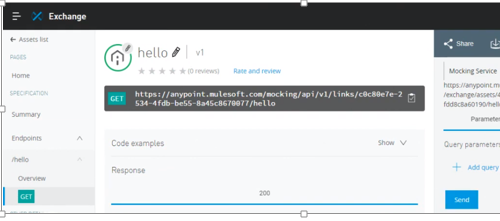 Exchange
Assets list
PAGES
Home
SPECIFICATION
Summary
Endpoints
/hello
Overview
GET
hello
v1
(0 reviews)
Rate and review
GET
https://anypoint.mulesoft.com/mocking/api/v1/links/c0c80e7e-2
534-4fdb-be55-8a45c8670077/hello
Code examples
Show
Response
200
Share
Mocking Service
https://anypoint.mu
/exchange/assets/4
fdd8c8a60190/hell
Parameter
Query parameters
+ Add query
Send